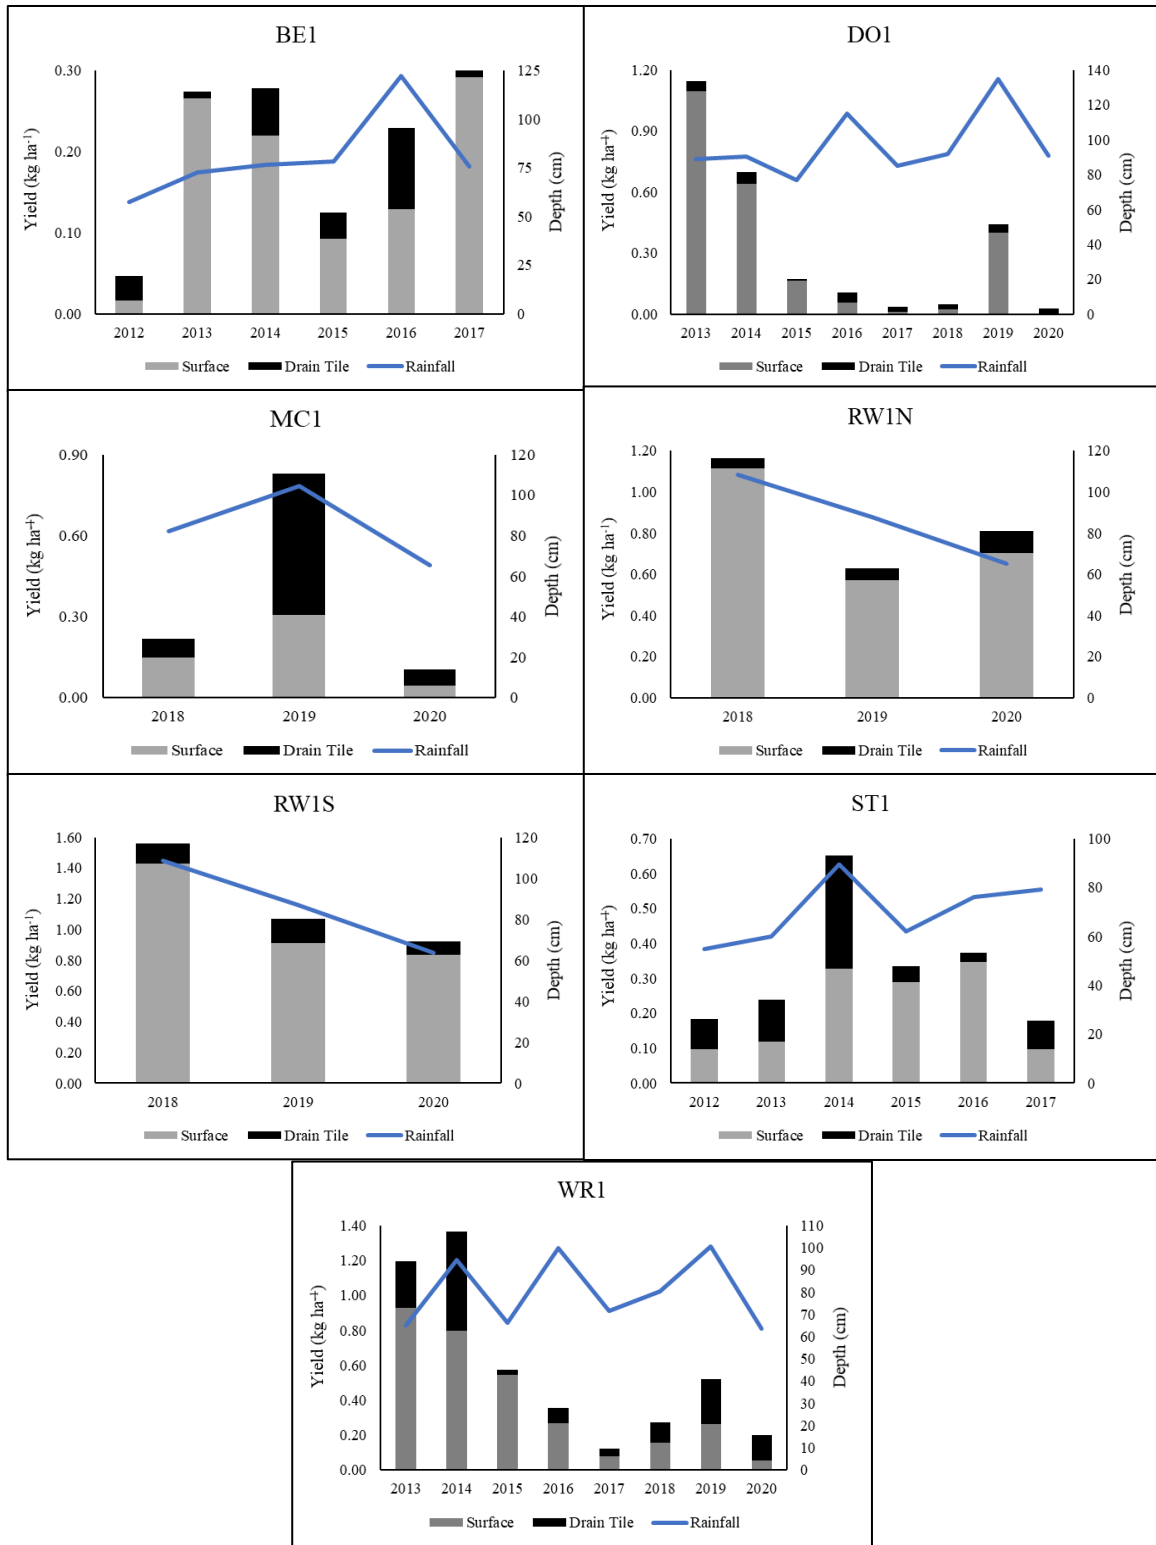 BE1
Yield (kg ha⁻¹)
0.30
0.20
0.10
0.00
125
100
75
50
25
0
Depth (cm)
2012 2013 2014 2015 2016 2017
Surface Drain Tile Rainfall
DO1
Yield (kg ha⁻¹)
1.20
0.90
0.60
0.30
0.00
140
120
100
80
60
40
20
0
Depth (cm)
2013 2014 2015 2016 2017 2018 2019 2020
Surface Drain Tile Rainfall
MC1
Yield (kg ha⁻¹)
0.90
0.60
0.30
0.00
120
100
80
60
40
20
0
Depth (cm)
2018 2019 2020
Surface Drain Tile Rainfall
RW1N
Yield (kg ha⁻¹)
1.20
1.00
0.80
0.60
0.40
0.20
0.00
120
100
80
60
40
20
0
Depth (cm)
2018 2019 2020
Surface Drain Tile Rainfall
RW1S
Yield (kg ha⁻¹)
1.60
1.40
1.20
1.00
0.80
0.60
0.40
0.20
0.00
120
100
80
60
40
20
0
Depth (cm)
2018 2019 2020
Surface Drain Tile Rainfall
ST1
Yield (kg ha⁻¹)
0.70
0.60
0.50
0.40
0.30
0.20
0.10
0.00
100
80
60
40
20
0
Depth (cm)
2012 2013 2014 2015 2016 2017
Surface Drain Tile Rainfall
WR1
Yield (kg ha⁻¹)
1.40
1.20
1.00
0.80
0.60
0.40
0.20
0.00
110
100
90
80
70
60
50
40
30
20
10
0
Depth (cm)
2013 2014 2015 2016 2017 2018 2019 2020
Surface Drain Tile Rainfall